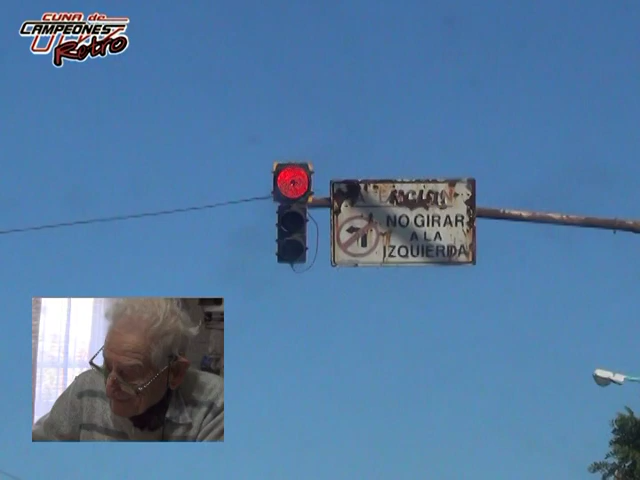 CUNA de
CAMPEONES
Retro
NO GIRAR
A LA
IZQUIERDA